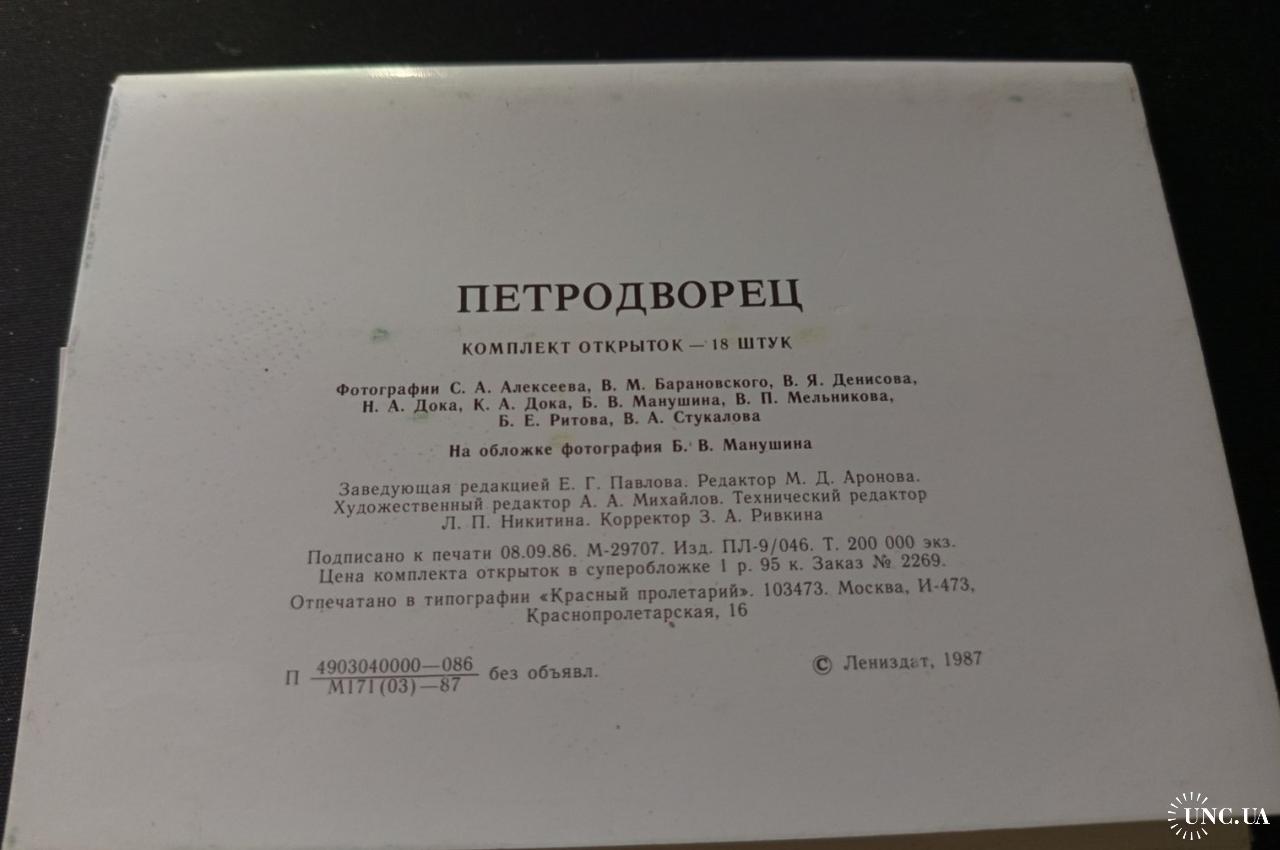 ПЕТРОДВОРЕЦ
КОМПЛЕКТ ОТКРЫТОК — 18 ШТУК
Фотографии С. А. Алексеева, В. М. Барановского, В. Я. Денисова,
Н. А. Дока, К. А. Дока, Б. В. Манушина, В. П. Мельникова,
Б. Е. Ритова, В. А. Стукалова
На обложке фотография Б. В. Манушина
Заведующая редакцией Е. Г. Павлова. Редактор М. Д. Аронова.
Художественный редактор А. А. Михайлов. Технический редактор
Л. П. Никитина. Корректор З. А. Ривкина
Подписано к печати 08.09.86. М-29707. Изд. ПЛ-9/046. Т. 200 000 экз.
Цена комплекта открыток в суперобложке 1 р. 95 к. Заказ № 2269.
Отпечатано в типографии «Красный пролетарий». 103473. Москва, И-473,
Краснопролетарская, 16
П 4903040000—086 без объявл.
М171(03)—87
© Лениздат, 1987
UNC.UA